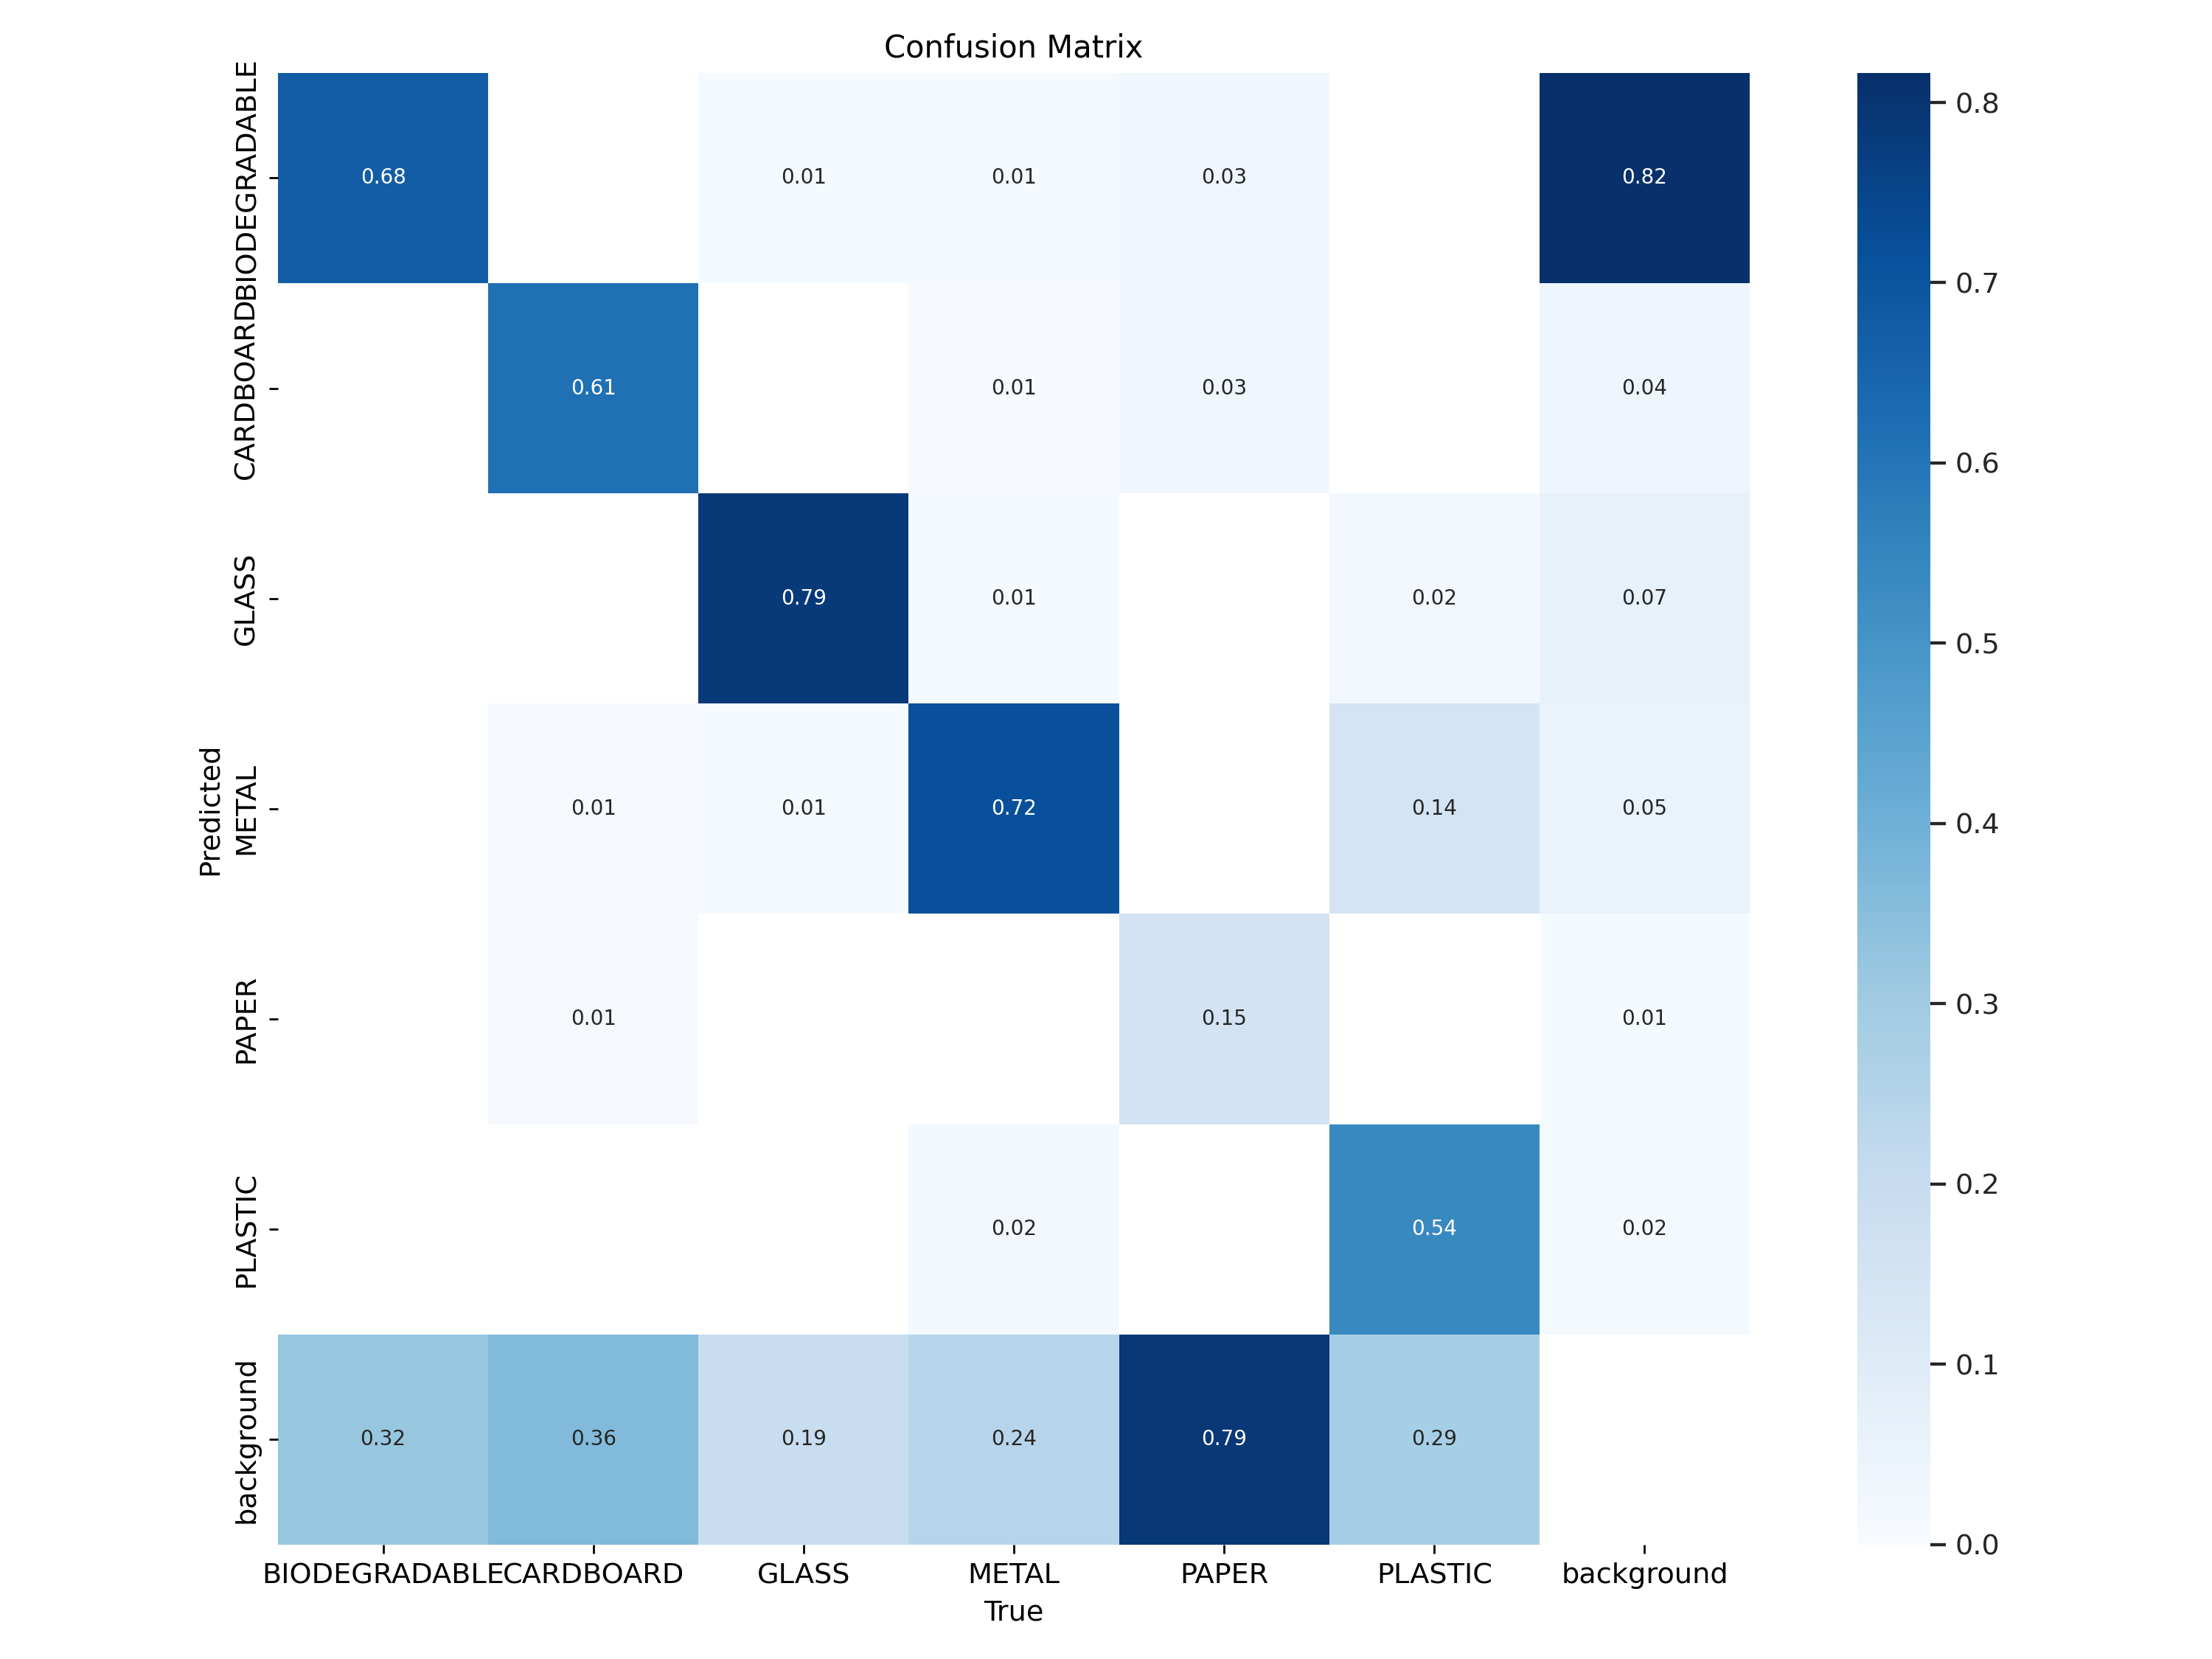 Confusion Matrix
BIODEGRADABLE
0.68
0.01
0.01
0.03
0.82
CARDBOARD
0.61
0.01
0.03
0.04
GLASS
0.79
0.01
0.02
0.07
Predicted
METAL
0.01
0.01
0.72
0.14
0.05
PAPER
0.01
0.15
0.01
PLASTIC
0.02
0.54
0.02
background
0.32
0.36
0.19
0.24
0.79
0.29
BIODEGRADABLE
CARDBOARD
GLASS
METAL
PAPER
PLASTIC
background
True
0.8
0.7
0.6
0.5
0.4
0.3
0.2
0.1
0.0